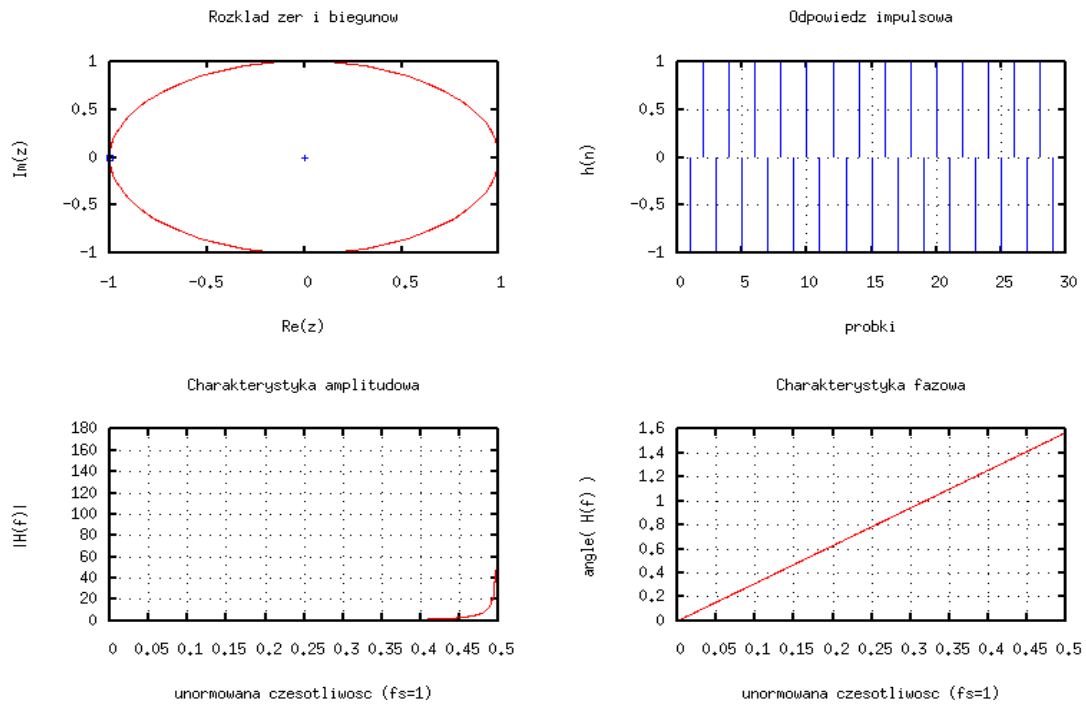 Rozklad zer i biegunow
Im(z)
1
0.5
0
-0.5
-1
-1 -0.5 0 0.5 1
Re(z)
Odpowiedz impulsowa
h(n)
1
0.5
0
-0.5
-1
0 5 10 15 20 25 30
probki
Charakterystyka amplitudowa
|H(f)|
180
160
140
120
100
80
60
40
20
0
0 0.05 0.1 0.15 0.2 0.25 0.3 0.35 0.4 0.45 0.5
unormowana czesotliwosc (fs=1)
Charakterystyka fazowa
angle( H(f) )
1.6
1.4
1.2
1
0.8
0.6
0.4
0.2
0
0 0.05 0.1 0.15 0.2 0.25 0.3 0.35 0.4 0.45 0.5
unormowana czesotliwosc (fs=1)